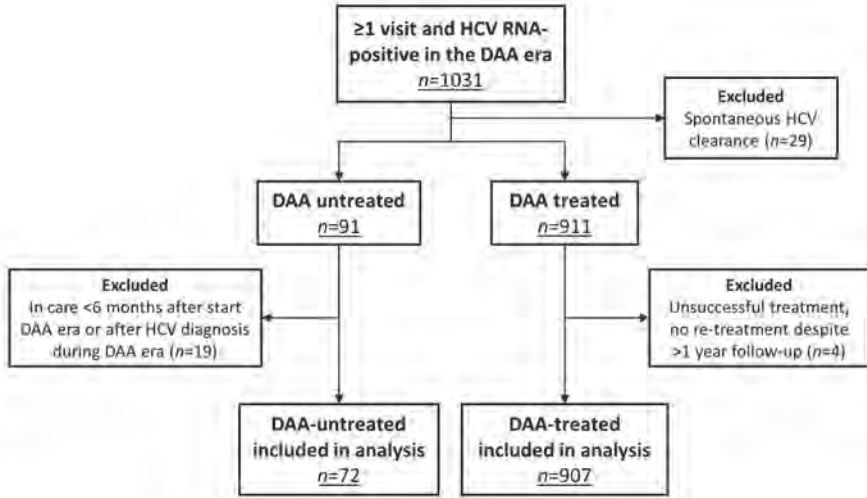 ≥1 visit and HCV RNA-
positive in the DAA era
n=1031
Excluded
Spontaneous HCV
clearance (n=29)
DAA untreated
n=91
DAA treated
n=911
Excluded
In care <6 months after start
DAA era or after HCV diagnosis
during DAA era (n=19)
Excluded
Unsuccessful treatment,
no re-treatment despite
>1 year follow-up (n=4)
DAA-untreated
included in analysis
n=72
DAA-treated
included in analysis
n=907